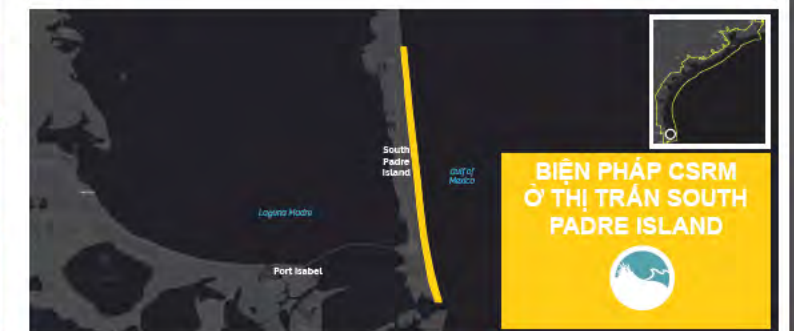 South
Padre
Island
Gulf of
Mexico
Laguna Madre
Port Isabel
BIỆN PHÁP CSRM
Ở THỊ TRẤN SOUTH
PADRE ISLAND